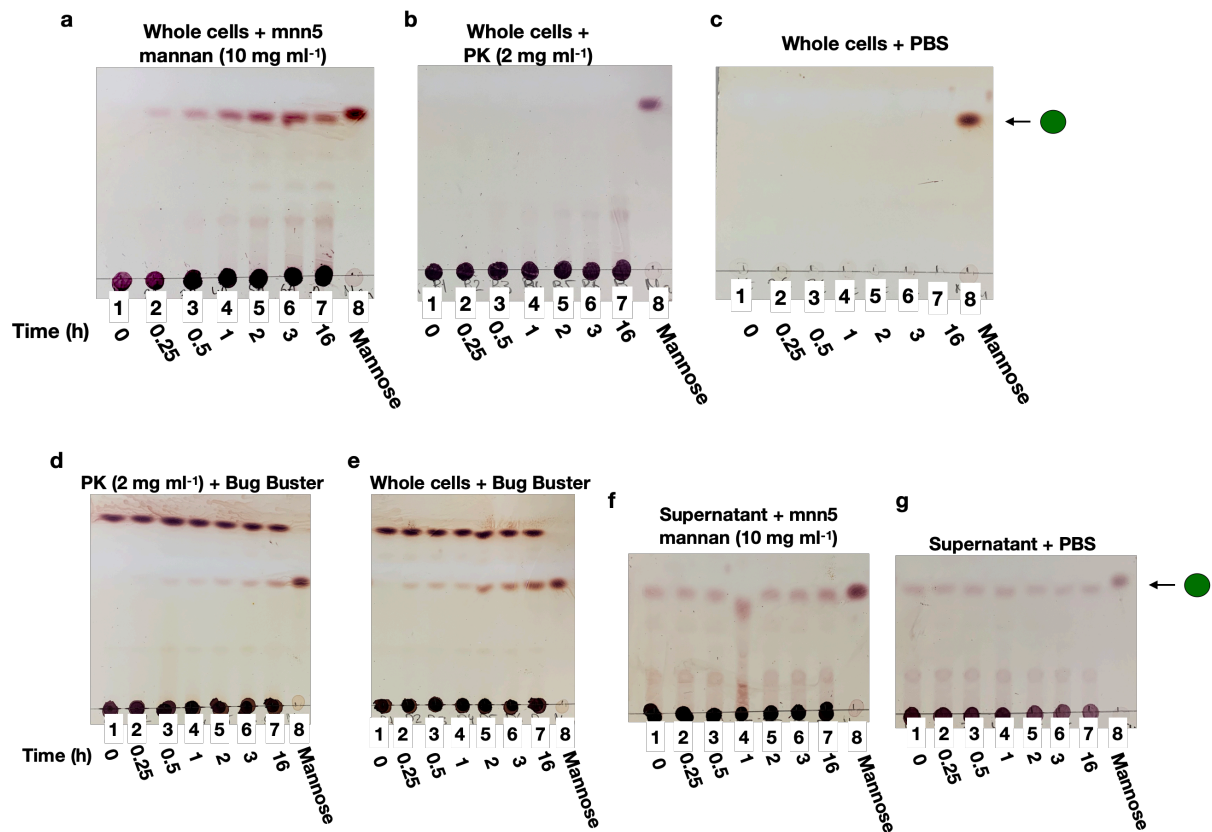 a
Whole cells + mnn5
mannan (10 mg ml-1)
b
Whole cells +
PK (2 mg ml-1)
c
Whole cells + PBS
1 2 3 4 5 6 7 8
Time (h) 0 0.25 0.5 1 2 3 16 Mannose
1 2 3 4 5 6 7 8
0 0.25 0.5 1 2 3 16 Mannose
1 2 3 4 5 6 7 8
0 0.25 0.5 1 2 3 16 Mannose
d
PK (2 mg ml-1) + Bug Buster
e
Whole cells + Bug Buster
f
Supernatant + mnn5
mannan (10 mg ml-1)
g
Supernatant + PBS
1 2 3 4 5 6 7 8
Time (h) 0 0.25 0.5 1 2 3 16 Mannose
1 2 3 4 5 6 7 8
0 0.25 0.5 1 2 3 16 Mannose
1 2 3 4 5 6 7 8
0 0.25 0.5 1 2 3 16 Mannose
1 2 3 4 5 6 7 8
0 0.25 0.5 1 2 3 16 Mannose